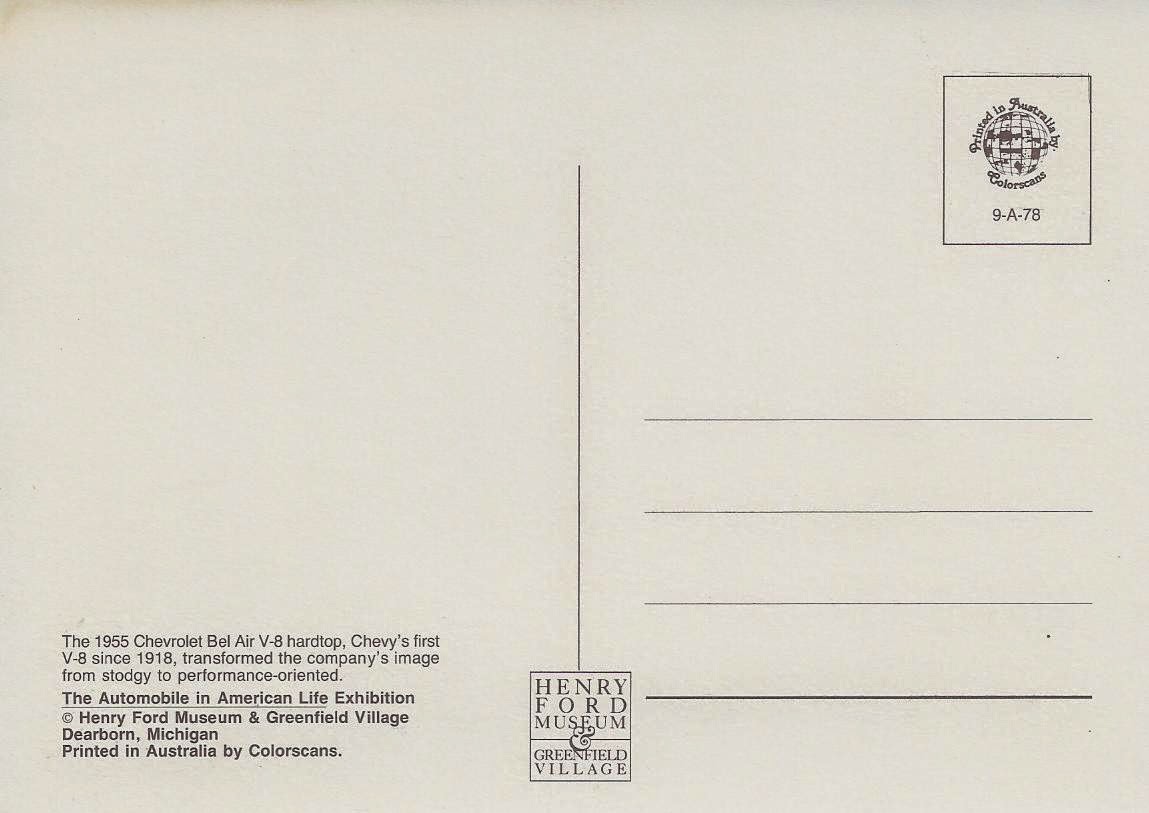 Printed in Australia by:
Colorscans
9-A-78
The 1955 Chevrolet Bel Air V-8 hardtop, Chevy's first
V-8 since 1918, transformed the company's image
from stodgy to performance-oriented.
The Automobile in American Life Exhibition
© Henry Ford Museum & Greenfield Village
Dearborn, Michigan
Printed in Australia by Colorscans.
HENRY
FORD
MUSEUM
&
GREENFIELD
VILLAGE